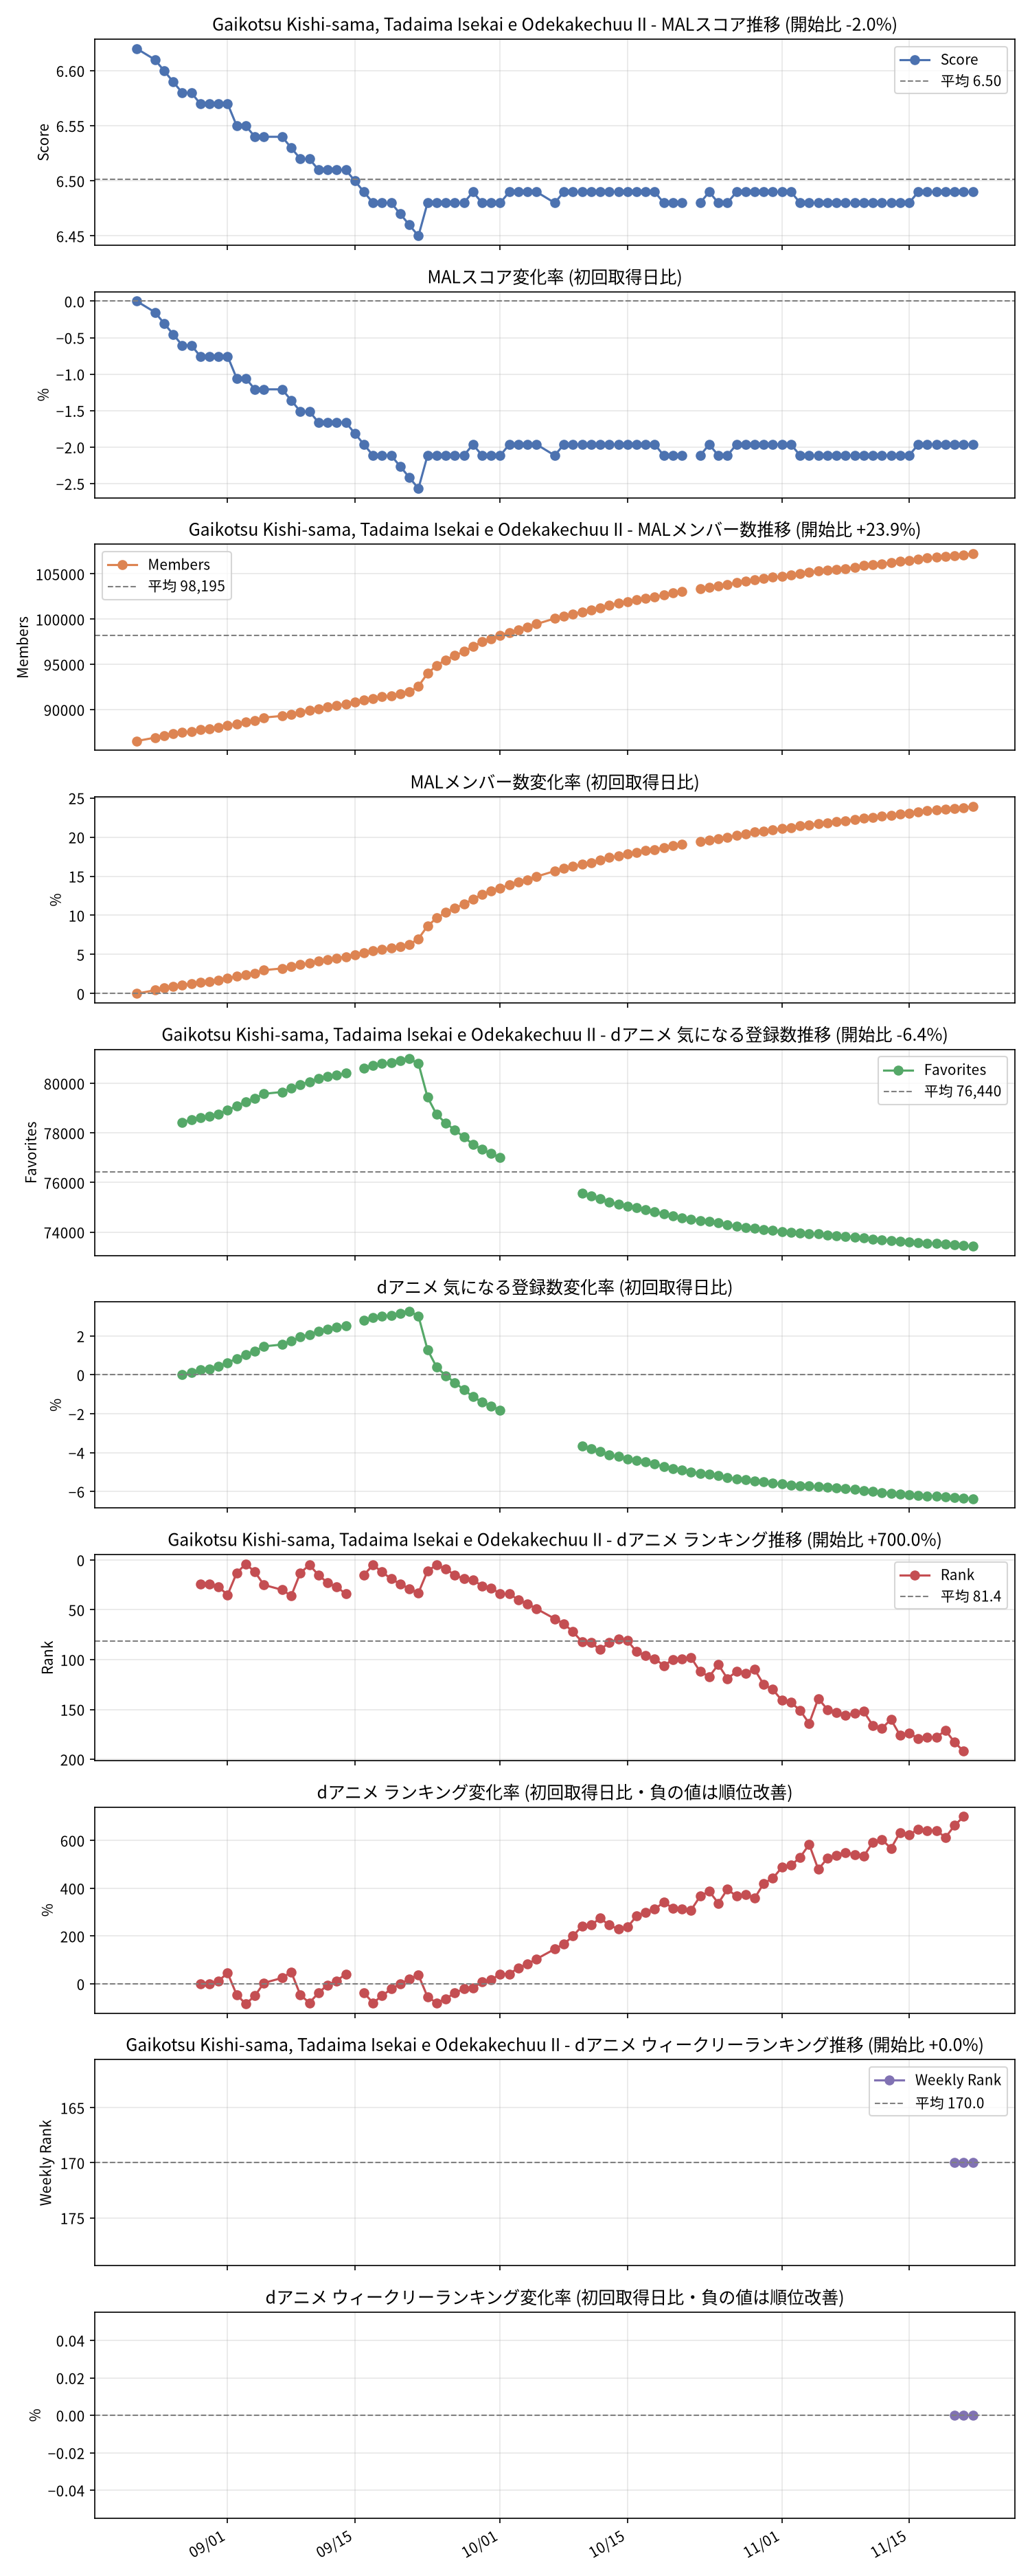 Gaikotsu Kishi-sama, Tadaima Isekai e Odekakechuu II - MALスコア推移 (開始比 -2.0%)
Score
平均 6.50
Score
6.60
6.55
6.50
6.45
MALスコア変化率 (初回取得日比)
%
0.0
−0.5
−1.0
−1.5
−2.0
−2.5
Gaikotsu Kishi-sama, Tadaima Isekai e Odekakechuu II - MALメンバー数推移 (開始比 +23.9%)
Members
平均 98,195
Members
105000
100000
95000
90000
MALメンバー数変化率 (初回取得日比)
%
25
20
15
10
5
0
Gaikotsu Kishi-sama, Tadaima Isekai e Odekakechuu II - dアニメ 気になる登録数推移 (開始比 -6.4%)
Favorites
平均 76,440
Favorites
80000
78000
76000
74000
dアニメ 気になる登録数変化率 (初回取得日比)
%
2
0
−2
−4
−6
Gaikotsu Kishi-sama, Tadaima Isekai e Odekakechuu II - dアニメ ランキング推移 (開始比 +700.0%)
Rank
平均 81.4
Rank
0
50
100
150
200
dアニメ ランキング変化率 (初回取得日比・負の値は順位改善)
%
600
400
200
0
Gaikotsu Kishi-sama, Tadaima Isekai e Odekakechuu II - dアニメ ウィークリーランキング推移 (開始比 +0.0%)
Weekly Rank
平均 170.0
Weekly Rank
165
170
175
dアニメ ウィークリーランキング変化率 (初回取得日比・負の値は順位改善)
%
0.04
0.02
0.00
−0.02
−0.04
09/01
09/15
10/01
10/15
11/01
11/15